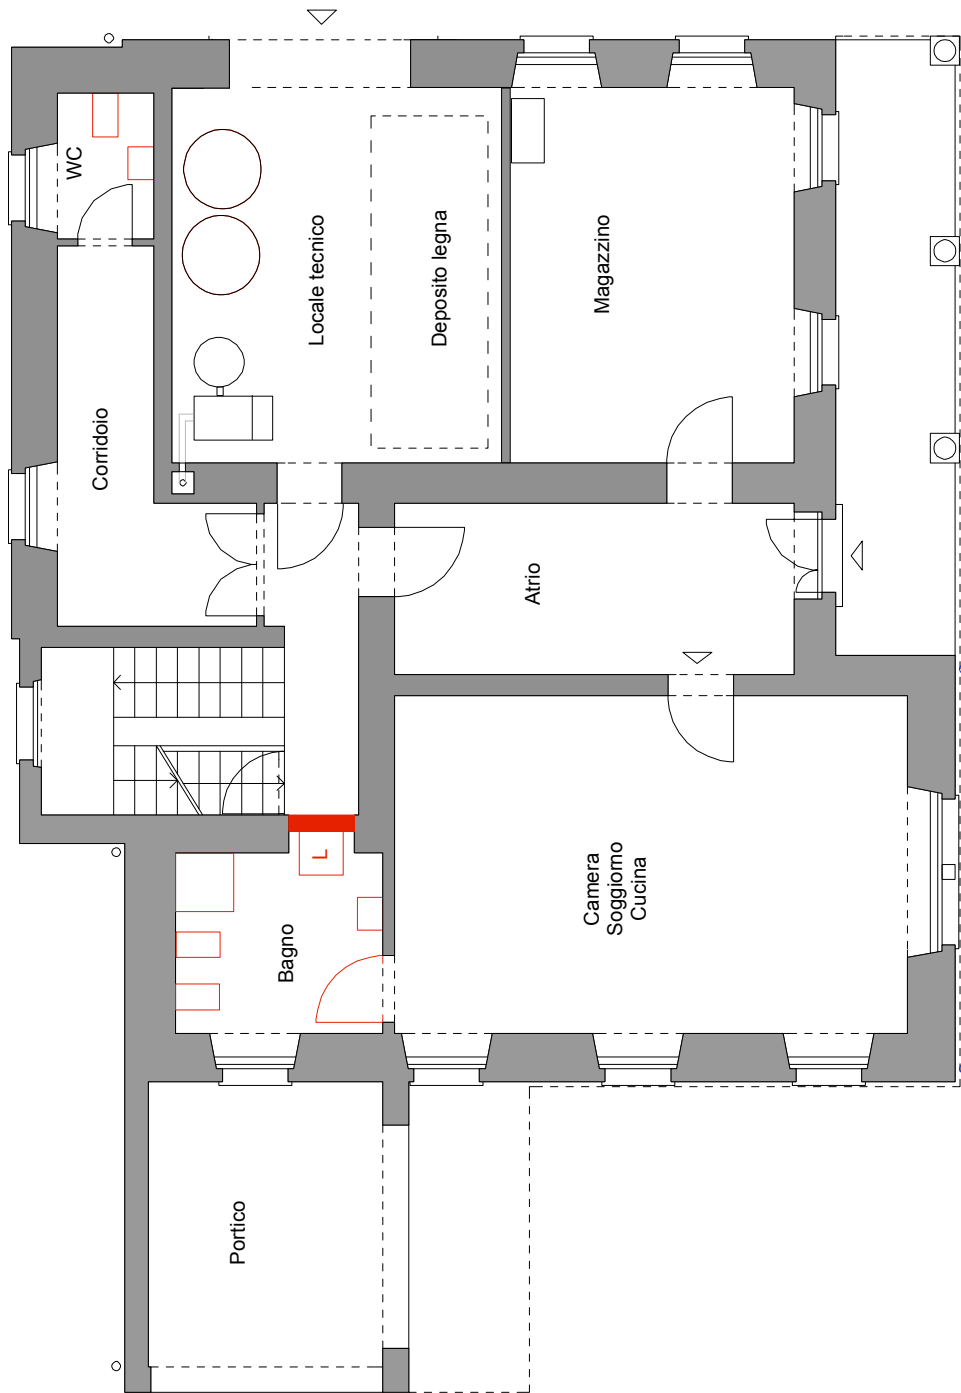 WC
Corridoio
Locale tecnico
Deposito legna
Magazzino
Atrio
L
Bagno
Camera
Soggiorno
Cucina
Portico